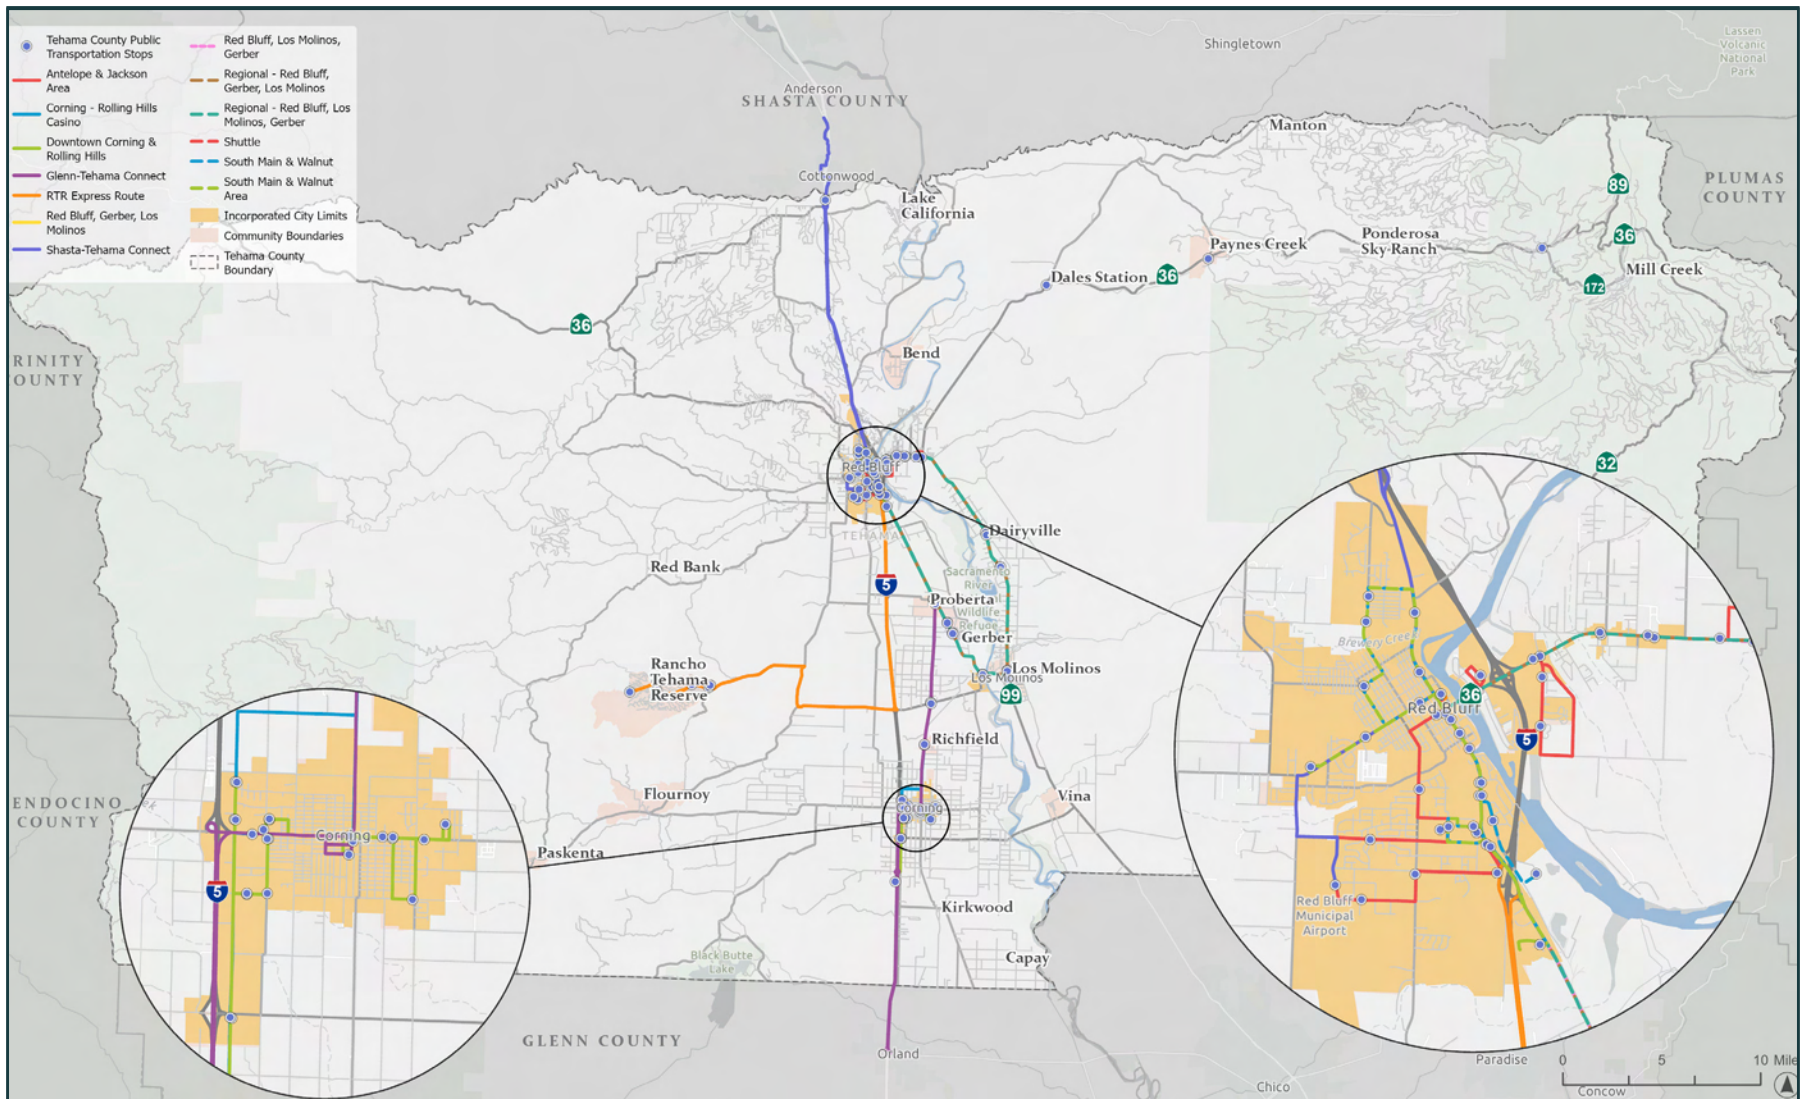 Tehama County Public
Transportation Stops
Antelope & Jackson
Area
Corning - Rolling Hills
Casino
Downtown Corning &
Rolling Hills
Glenn-Tehama Connect
RTR Express Route
Red Bluff, Gerber, Los
Molinos
Shasta-Tehama Connect
Red Bluff, Los Molinos,
Gerber
Regional - Red Bluff,
Gerber, Los Molinos
Regional - Red Bluff, Los
Molinos, Gerber
Shuttle
South Main & Walnut
South Main & Walnut
Area
Incorporated City Limits
Community Boundaries
Tehama County
Boundary
Shingletown
Lassen
Volcanic
National
Park
Anderson
SHASTA COUNTY
Manton
Cottonwood
Lake
California
89
PLUMAS
COUNTY
Paynes Creek
Ponderosa
Sky Ranch
36
Mill Creek
Dales Station
36
172
36
Bend
RINITY
OUNTY
Red Bluff
32
TEHAMA
Dairyville
Red Bank
5
Sacramento
River
Wildlife
Refuge
Proberta
Gerber
Rancho
Tehama
Reserve
Los Molinos
Los Molinos
99
Richfield
Flournoy
Corning
Vina
ENDOCINO
COUNTY
Paskenta
Kirkwood
Black Butte
Lake
Capay
GLENN COUNTY
Orland
Chico
Paradise
Concow
Corning
5
Brewery Creek
36
Red Bluff
5
Red Bluff
Municipal
Airport
0 5 10 Mile